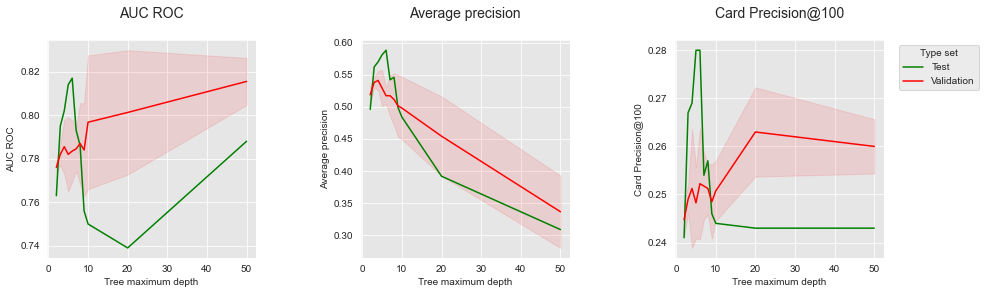 AUC ROC
AUC ROC
0.82
0.80
0.78
0.76
0.74
0 10 20 30 40 50
Tree maximum depth
Average precision
Average precision
0.60
0.55
0.50
0.45
0.40
0.35
0.30
0 10 20 30 40 50
Tree maximum depth
Card Precision@100
Card Precision@100
0.28
0.27
0.26
0.25
0.24
0 10 20 30 40 50
Tree maximum depth
Type set
Test
Validation